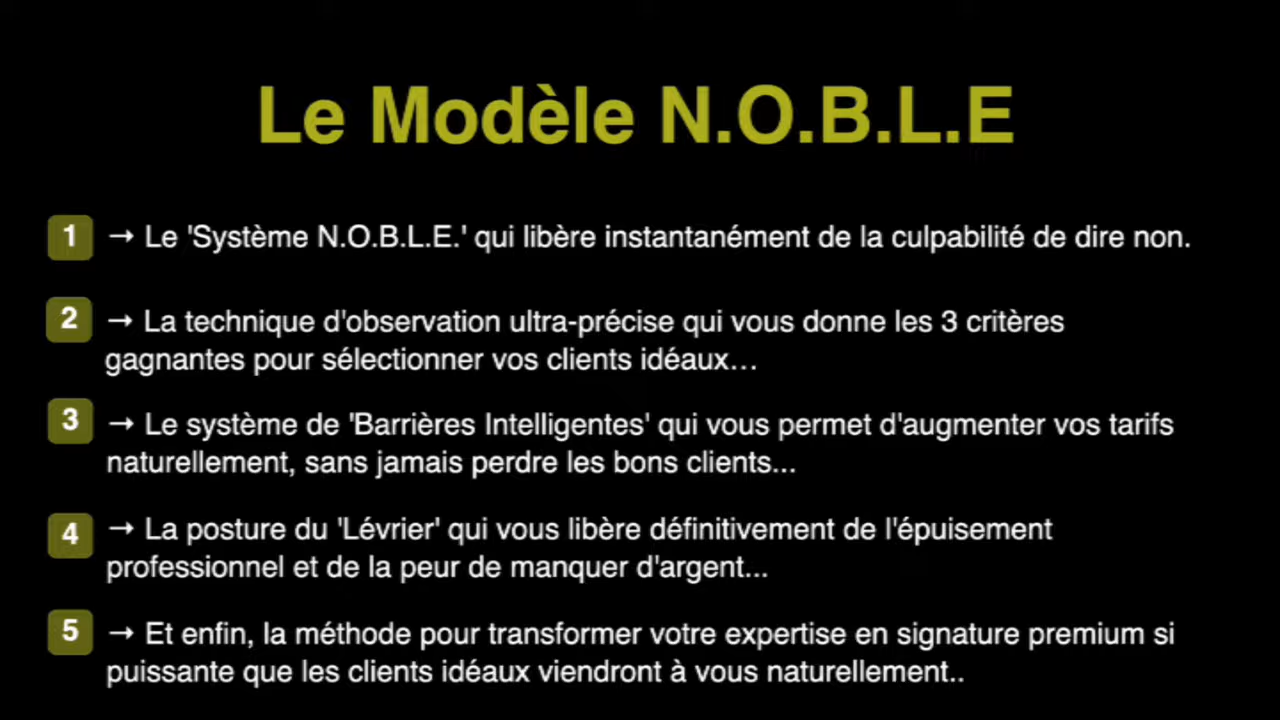 Le Modèle N.O.B.L.E
1 → Le 'Système N.O.B.L.E.' qui libère instantanément de la culpabilité de dire non.
2 → La technique d'observation ultra-précise qui vous donne les 3 critères
gagnantes pour sélectionner vos clients idéaux…
3 → Le système de 'Barrières Intelligentes' qui vous permet d'augmenter vos tarifs
naturellement, sans jamais perdre les bons clients...
4 → La posture du 'Lévrier' qui vous libère définitivement de l'épuisement
professionnel et de la peur de manquer d'argent...
5 → Et enfin, la méthode pour transformer votre expertise en signature premium si
puissante que les clients idéaux viendront à vous naturellement..